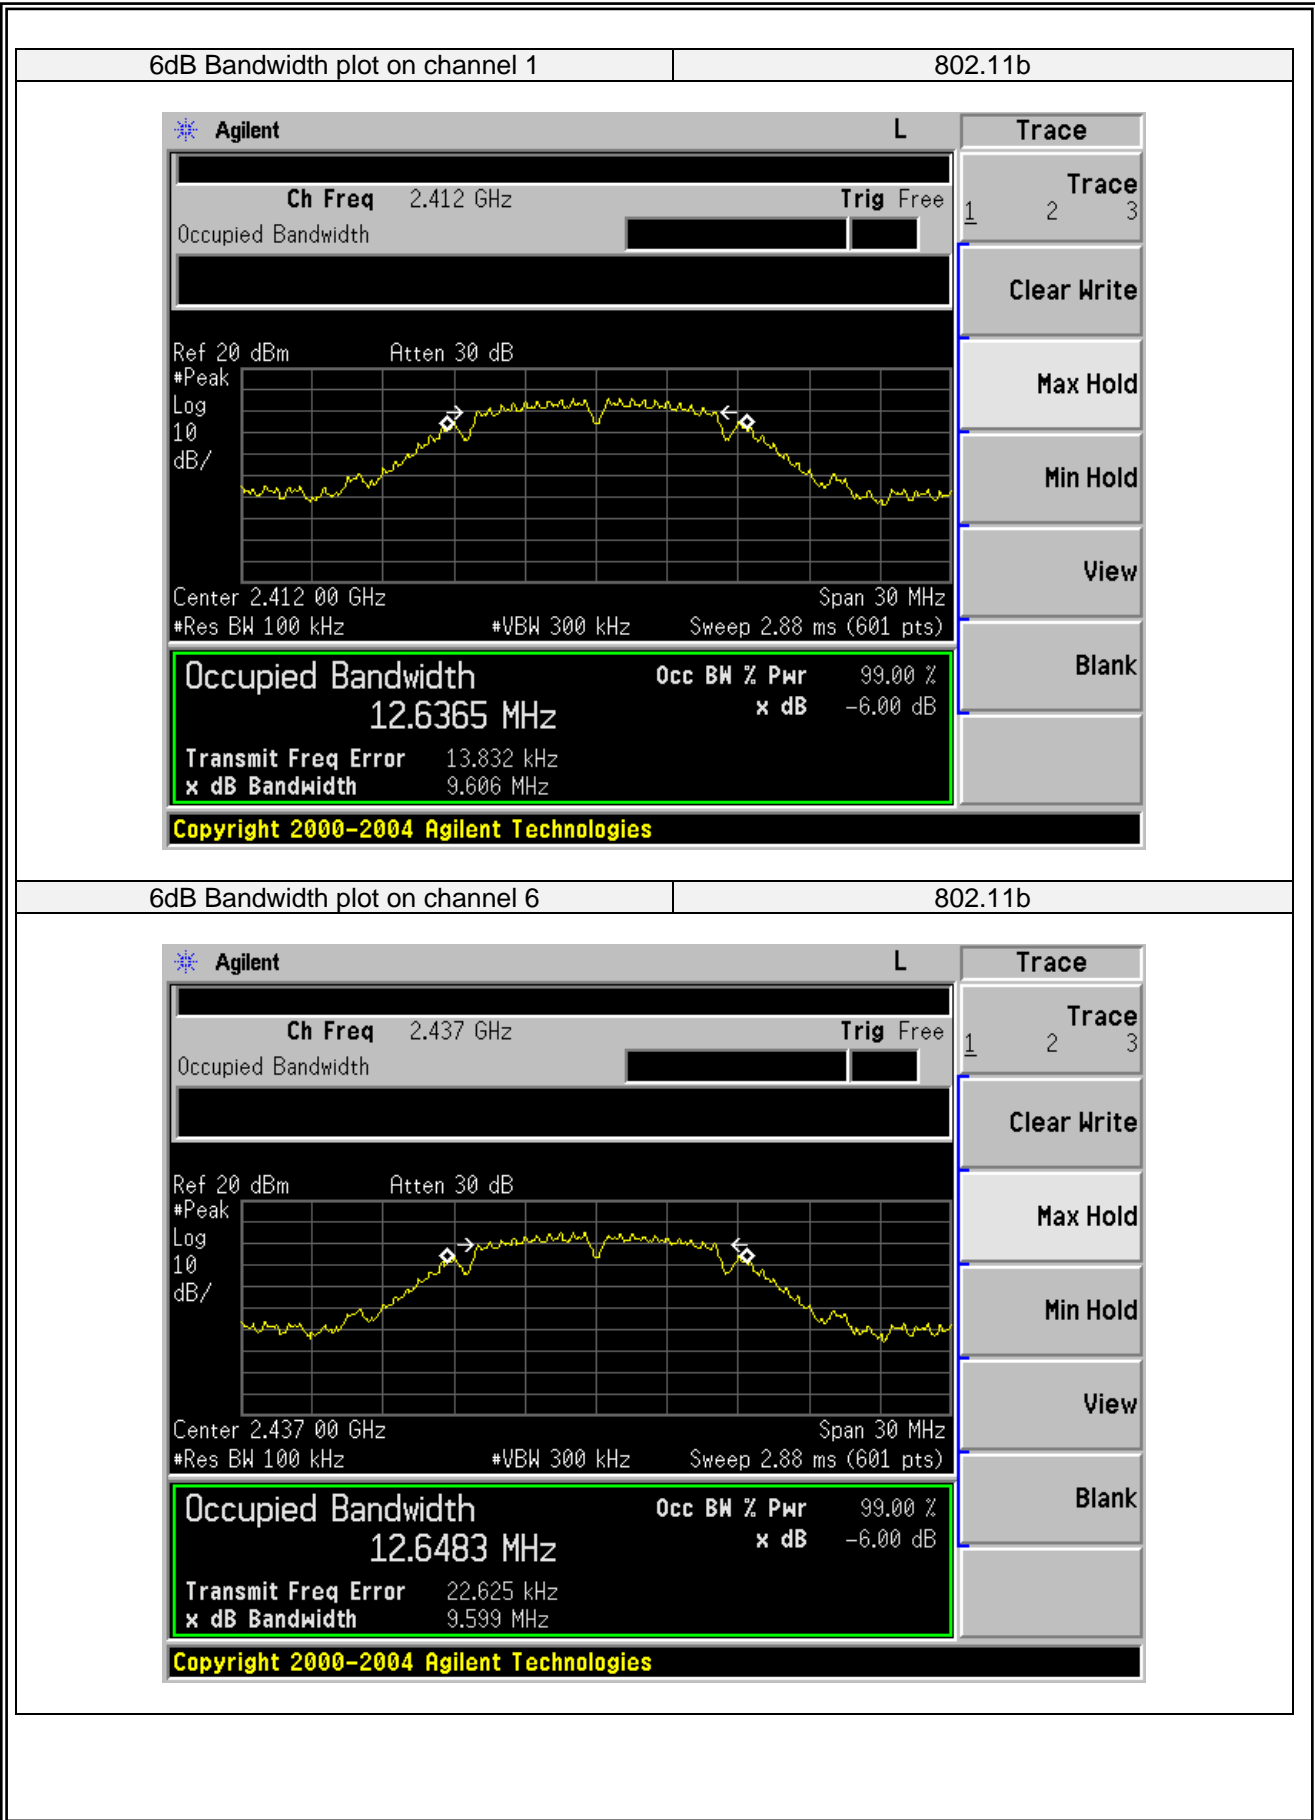 6dB Bandwidth plot on channel 1 802.11b
Agilent L Trace
Ch Freq 2.412 GHz Trig Free
Occupied Bandwidth
Trace
1 2 3
Clear Write
Max Hold
Min Hold
View
Blank
Ref 20 dBm Atten 30 dB
#Peak
Log
10
dB/
Center 2.412 00 GHz Span 30 MHz
#Res BW 100 kHz #VBW 300 kHz Sweep 2.88 ms (601 pts)
Occupied Bandwidth Occ BW % Pwr 99.00 %
12.6365 MHz x dB -6.00 dB
Transmit Freq Error 13.832 kHz
x dB Bandwidth 9.606 MHz
Copyright 2000-2004 Agilent Technologies
6dB Bandwidth plot on channel 6 802.11b
Agilent L Trace
Ch Freq 2.437 GHz Trig Free
Occupied Bandwidth
Trace
1 2 3
Clear Write
Max Hold
Min Hold
View
Blank
Ref 20 dBm Atten 30 dB
#Peak
Log
10
dB/
Center 2.437 00 GHz Span 30 MHz
#Res BW 100 kHz #VBW 300 kHz Sweep 2.88 ms (601 pts)
Occupied Bandwidth Occ BW % Pwr 99.00 %
12.6483 MHz x dB -6.00 dB
Transmit Freq Error 22.625 kHz
x dB Bandwidth 9.599 MHz
Copyright 2000-2004 Agilent Technologies